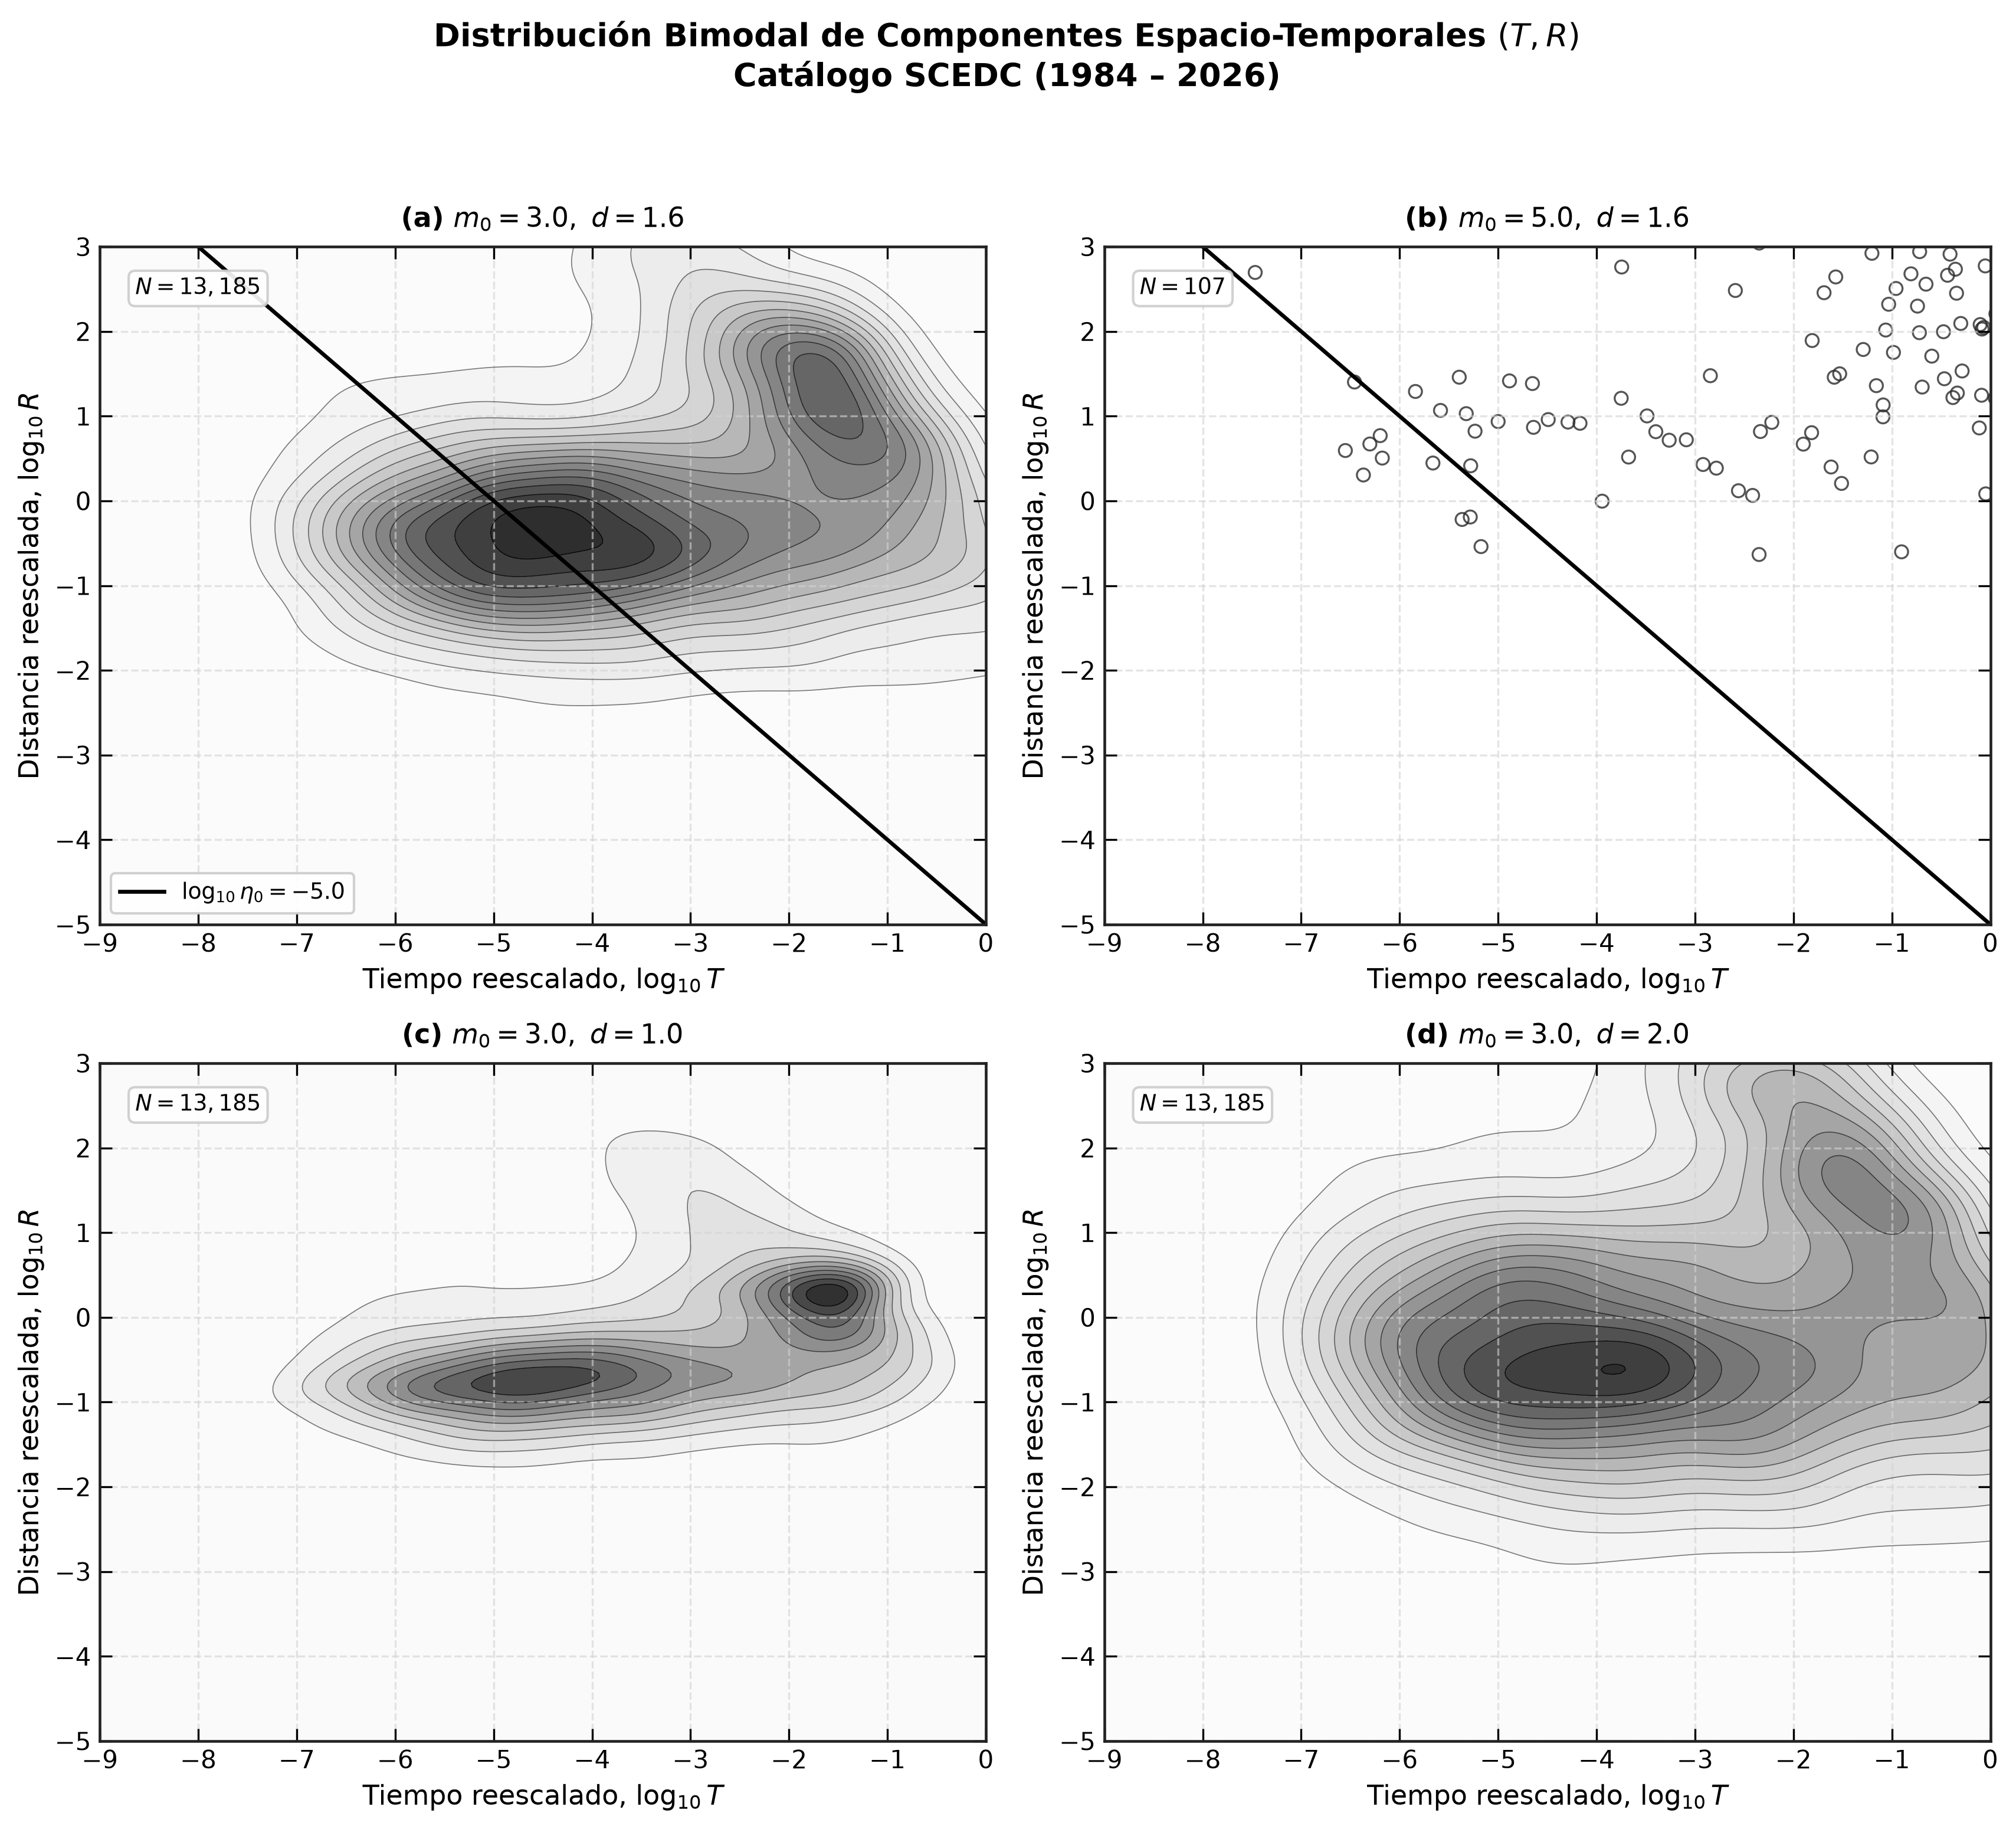 Distribución Bimodal de Componentes Espacio-Temporales (T, R)
Catálogo SCEDC (1984 – 2026)
(a) m₀ = 3.0, d = 1.6
N = 13,185
3
2
1
0
−1
−2
−3
−4
−5
Distancia reescalada, log₁₀ R
log₁₀ η₀ = −5.0
−9 −8 −7 −6 −5 −4 −3 −2 −1 0
Tiempo reescalado, log₁₀ T
(b) m₀ = 5.0, d = 1.6
N = 107
3
2
1
0
−1
−2
−3
−4
−5
Distancia reescalada, log₁₀ R
−9 −8 −7 −6 −5 −4 −3 −2 −1 0
Tiempo reescalado, log₁₀ T
(c) m₀ = 3.0, d = 1.0
N = 13,185
3
2
1
0
−1
−2
−3
−4
−5
Distancia reescalada, log₁₀ R
−9 −8 −7 −6 −5 −4 −3 −2 −1 0
Tiempo reescalado, log₁₀ T
(d) m₀ = 3.0, d = 2.0
N = 13,185
3
2
1
0
−1
−2
−3
−4
−5
Distancia reescalada, log₁₀ R
−9 −8 −7 −6 −5 −4 −3 −2 −1 0
Tiempo reescalado, log₁₀ T